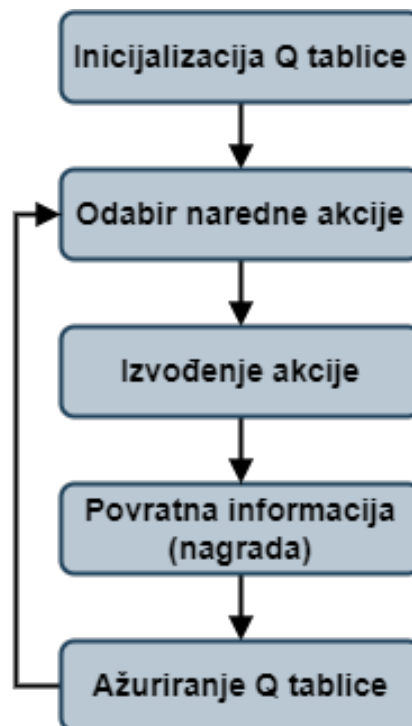 Inicijalizacija Q tablice
Odabir naredne akcije
Izvođenje akcije
Povratna informacija
(nagrada)
Ažuriranje Q tablice